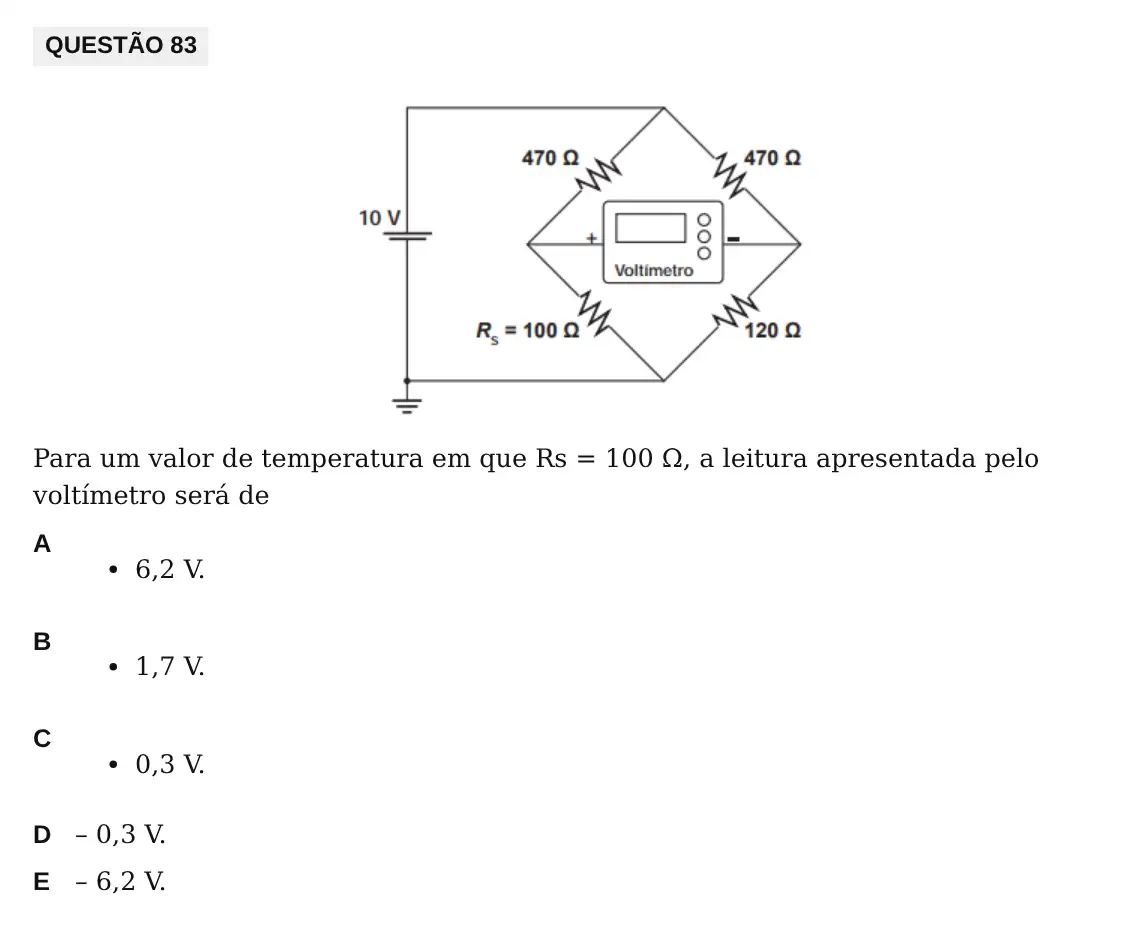 QUESTÃO 83
470 Ω
470 Ω
10 V
+
-
Voltímetro
Rs = 100 Ω
120 Ω
Para um valor de temperatura em que Rs = 100 Ω, a leitura apresentada pelo
voltímetro será de
A
• 6,2 V.
B
• 1,7 V.
C
• 0,3 V.
D – 0,3 V.
E – 6,2 V.